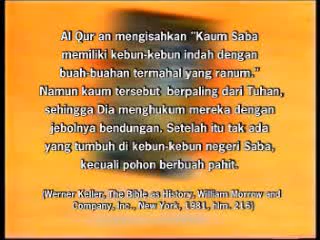 Al Qur an mengisahkan "Kaum Saba
memiliki kebun-kebun indah dengan
buah-buahan termahal yang ranum."
Namun kaum tersebut berpaling dari Tuhan,
sehingga Dia menghukum mereka dengan
jebolnya bendungan. Setelah itu tak ada
yang tumbuh di kebun-kebun negeri Saba,
kecuali pohon berbuah pahit.
(Werner Keller, The Bible as History, William Morrow and
Company, Inc., New York, 1981, hlm. 215)